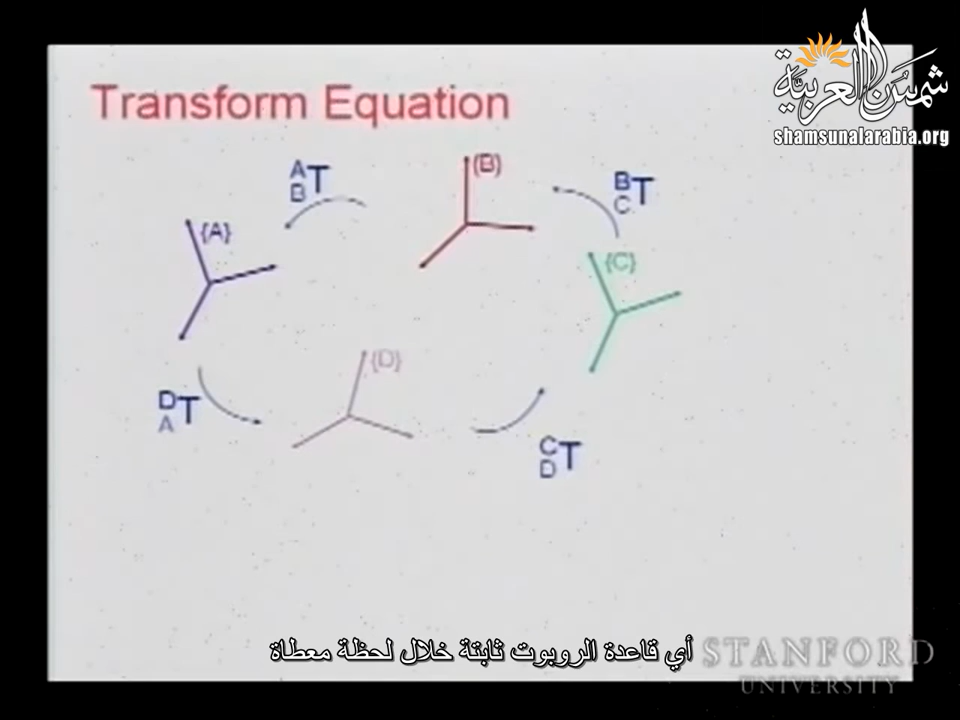 شمس العربية
shamsunalarabia.org
Transform Equation
A
B T
{B}
B
C T
{A}
{C}
{D}
D
A T
C
D T
أي قاعدة الروبوت ثابتة خلال لحظة معطاة
STANFORD
UNIVERSITY